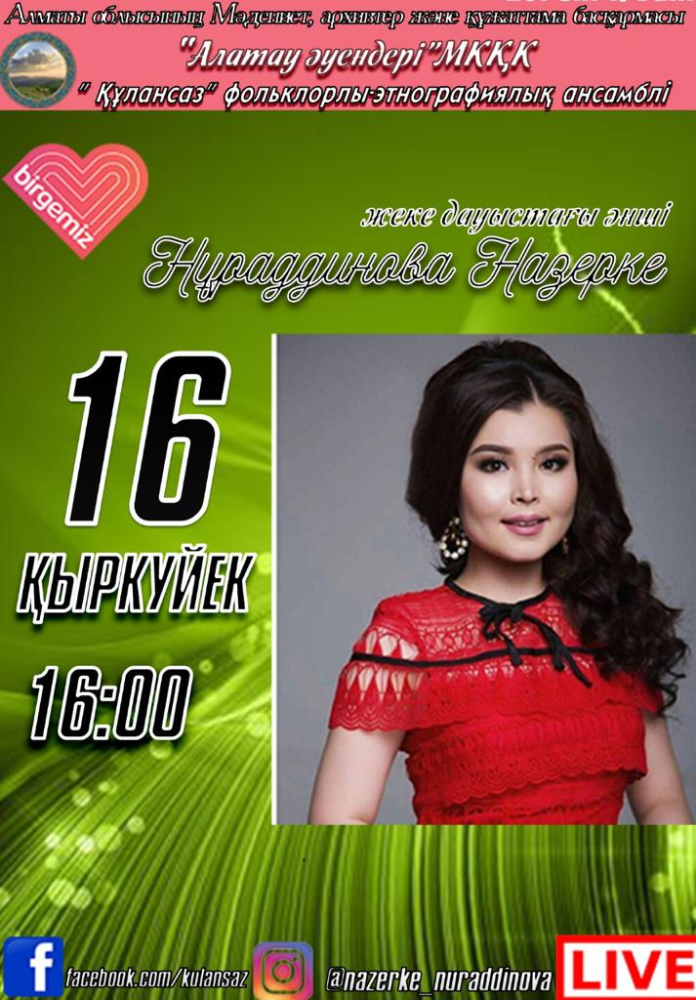 Алматы облысының Мәдениет, архивтер және құжаттама басқармасы
"Алатау әуендері"МКҚК
" Құлансаз" фольклорлы-этнографиялық ансамблі
birgemiz
жеке дауыстағы әнші
Нұраддинова Назерке
16
ҚЫРКҮЙЕК
16:00
facebook.com/kulansaz
@nazerke_nuraddinova
LIVE